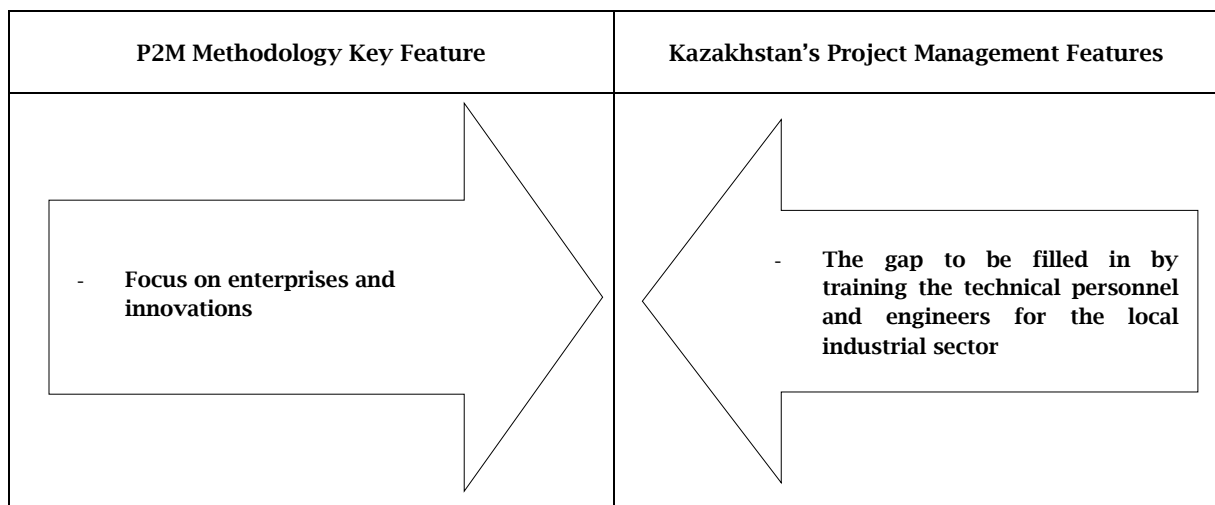 P2M Methodology Key Feature
Kazakhstan's Project Management Features
- Focus on enterprises and
innovations
- The gap to be filled in by
training the technical personnel
and engineers for the local
industrial sector